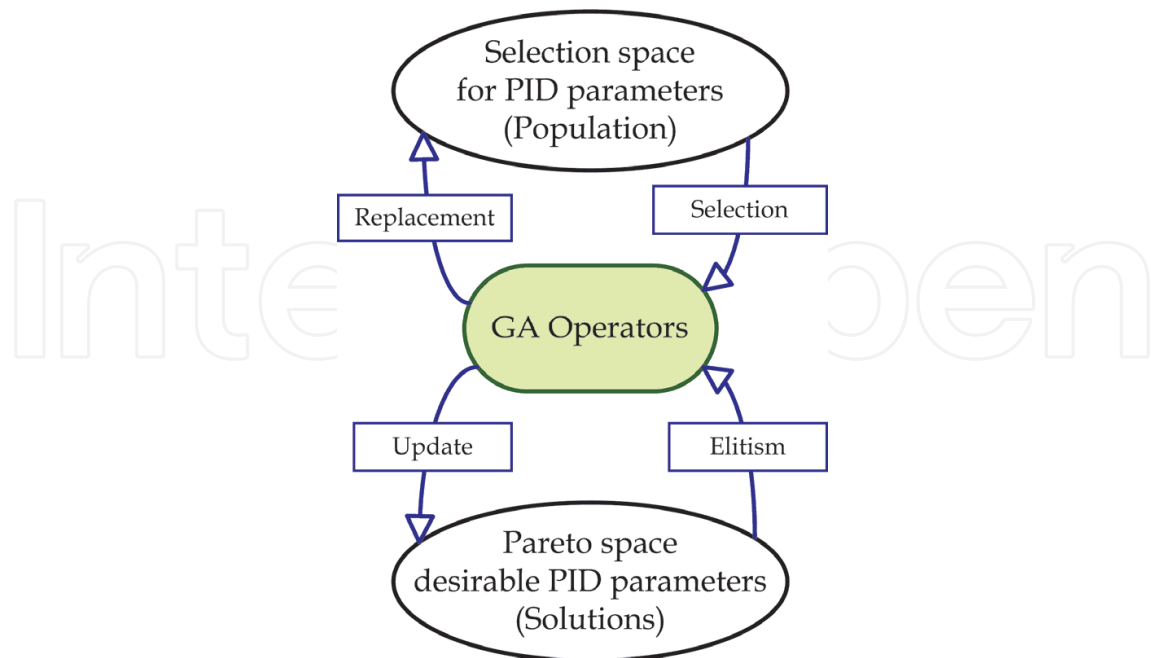 Selection space
for PID parameters
(Population)
Replacement
Selection
GA Operators
Update
Elitism
Pareto space
desirable PID parameters
(Solutions)